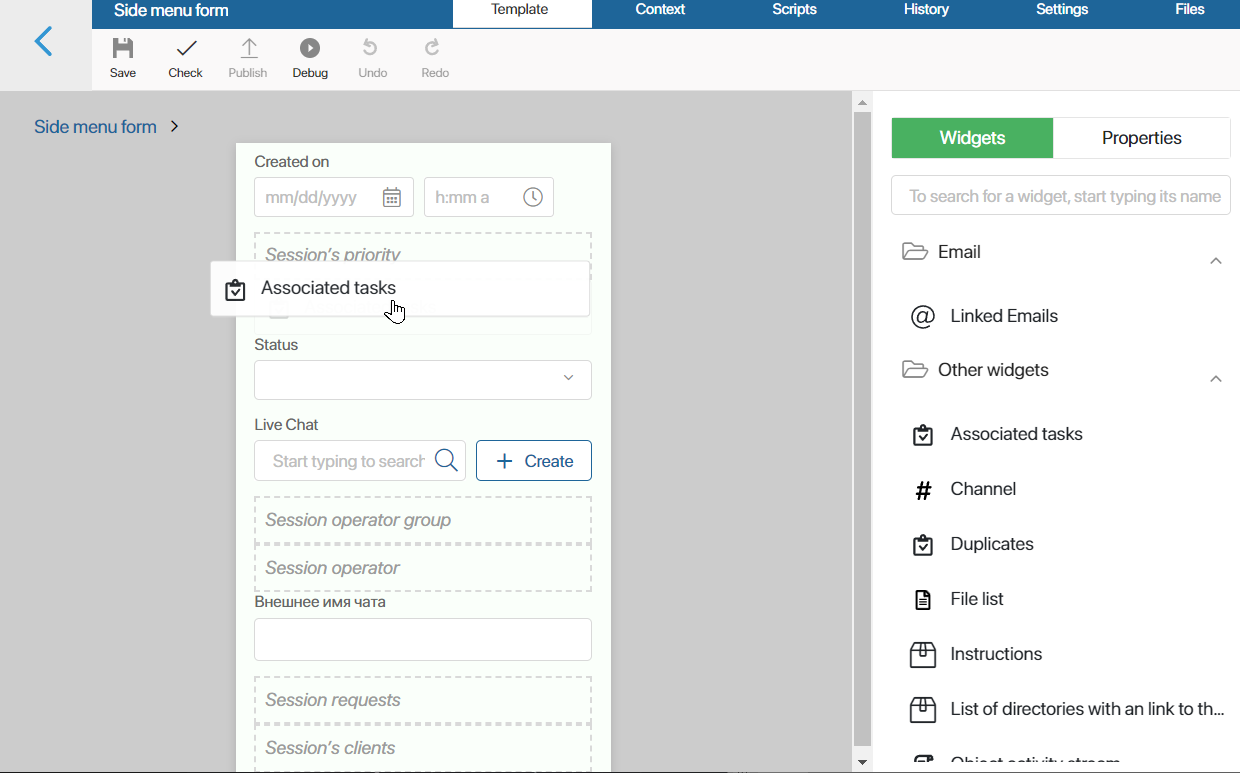 Side menu form
Template
Context
Scripts
History
Settings
Files
Save
Check
Publish
Debug
Undo
Redo
Side menu form
Created on
mm/dd/yyyy
h:mm a
Session's priority
Associated tasks
Status
Live Chat
Start typing to search
Create
Session operator group
Session operator
Внешнее имя чата
Session requests
Session's clients
Widgets
Properties
To search for a widget, start typing its name
Email
@ Linked Emails
Other widgets
Associated tasks
# Channel
Duplicates
File list
Instructions
List of directories with an link to th...
Object activity stream